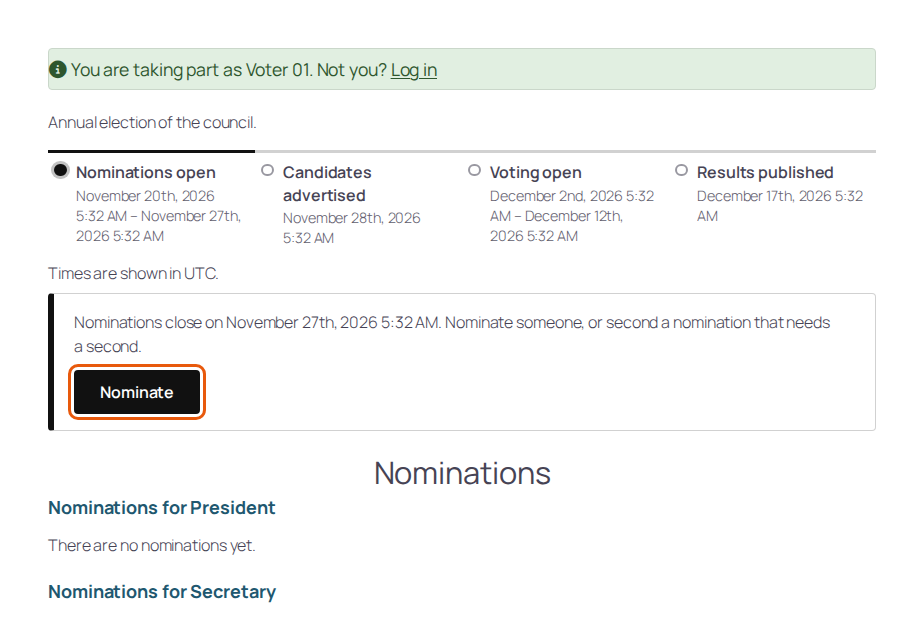 You are taking part as Voter 01. Not you? Log in
Annual election of the council.
Nominations open
November 20th, 2026
5:32 AM – November 27th,
2026 5:32 AM
Candidates
advertised
November 28th, 2026
5:32 AM
Voting open
December 2nd, 2026 5:32
AM – December 12th,
2026 5:32 AM
Results published
December 17th, 2026 5:32
AM
Times are shown in UTC.
Nominations close on November 27th, 2026 5:32 AM. Nominate someone, or second a nomination that needs
a second.
Nominate
Nominations
Nominations for President
There are no nominations yet.
Nominations for Secretary